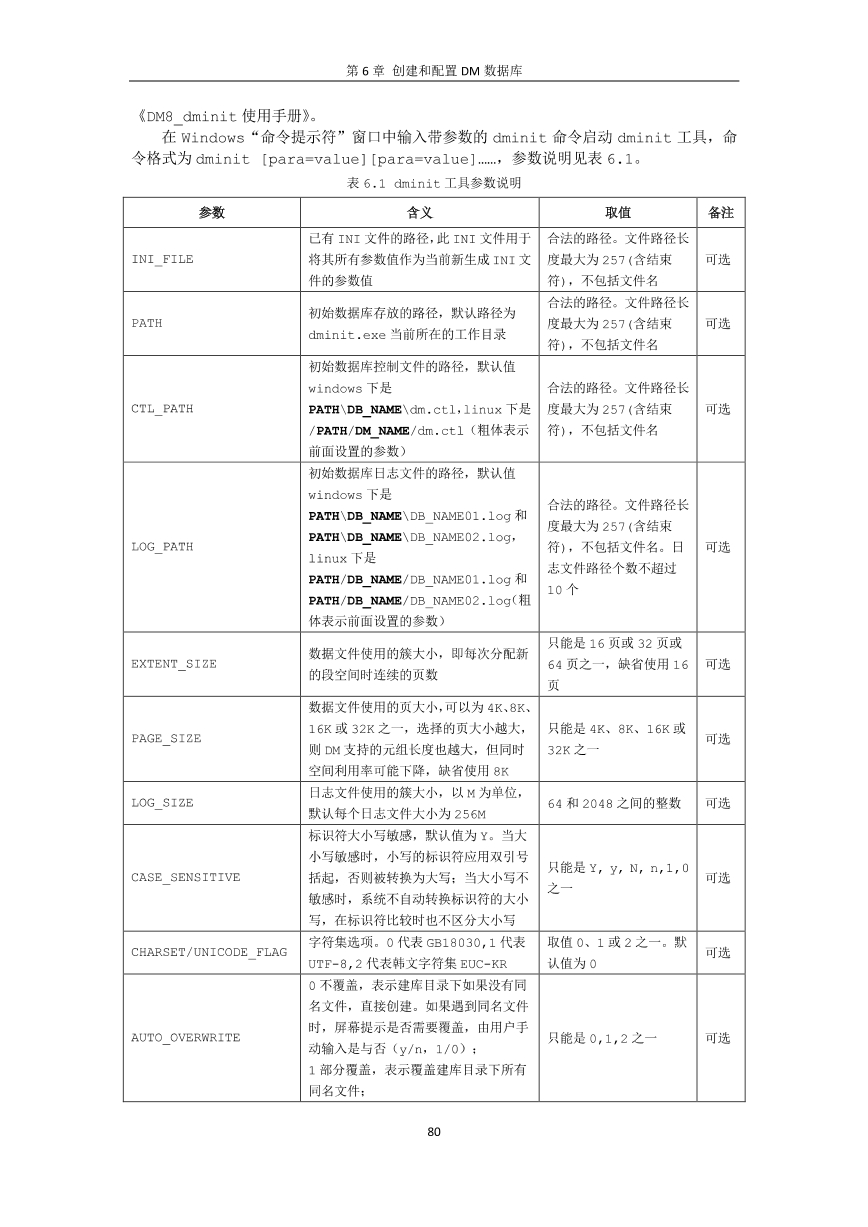 第 6 章 创建和配置 DM 数据库
《DM8_dminit 使用手册》。
在 Windows“命令提示符”窗口中输入带参数的 dminit 命令启动 dminit 工具，命
令格式为 dminit [para=value][para=value]……，参数说明见表 6.1。
表 6.1 dminit 工具参数说明
参数 含义 取值 备注
INI_FILE
已有 INI 文件的路径，此 INI 文件用于
将其所有参数值作为当前新生成 INI 文
件的参数值
合法的路径。文件路径长
度最大为 257(含结束
符)，不包括文件名
可选
PATH
初始数据库存放的路径，默认路径为
dminit.exe 当前所在的工作目录
合法的路径。文件路径长
度最大为 257(含结束
符)，不包括文件名
可选
CTL_PATH
初始数据库控制文件的路径，默认值
windows 下是
PATH\DB_NAME\dm.ctl，linux 下是
/PATH/DM_NAME/dm.ctl（粗体表示
前面设置的参数）
合法的路径。文件路径长
度最大为 257(含结束
符)，不包括文件名
可选
LOG_PATH
初始数据库日志文件的路径，默认值
windows 下是
PATH\DB_NAME\DB_NAME01.log 和
PATH\DB_NAME\DB_NAME02.log，
linux 下是
PATH/DB_NAME/DB_NAME01.log 和
PATH/DB_NAME/DB_NAME02.log（粗
体表示前面设置的参数）
合法的路径。文件路径长
度最大为 257(含结束
符)，不包括文件名。日
志文件路径个数不超过
10 个
可选
EXTENT_SIZE
数据文件使用的簇大小，即每次分配新
的段空间时连续的页数
只能是 16 页或 32 页或
64 页之一，缺省使用 16
页
可选
PAGE_SIZE
数据文件使用的页大小，可以为 4K、8K、
16K 或 32K 之一，选择的页大小越大，
则 DM 支持的元组长度也越大，但同时
空间利用率可能下降，缺省使用 8K
只能是 4K、8K、16K 或
32K 之一
可选
LOG_SIZE
日志文件使用的簇大小，以 M 为单位，
默认每个日志文件大小为 256M
64 和 2048 之间的整数
可选
CASE_SENSITIVE
标识符大小写敏感，默认值为 Y。当大
小写敏感时，小写的标识符应用双引号
括起，否则被转换为大写；当大小写不
敏感时，系统不自动转换标识符的大小
写，在标识符比较时也不区分大小写
只能是 Y, y, N, n,1,0
之一
可选
CHARSET/UNICODE_FLAG
字符集选项。0 代表 GB18030,1 代表
UTF-8,2 代表韩文字符集 EUC-KR
取值 0、1 或 2 之一。默
认值为 0
可选
AUTO_OVERWRITE
0 不覆盖，表示建库目录下如果没有同
名文件，直接创建。如果遇到同名文件
时，屏幕提示是否需要覆盖，由用户手
动输入是与否（y/n，1/0）；
1 部分覆盖，表示覆盖建库目录下所有
同名文件；
只能是 0,1,2 之一
可选
80